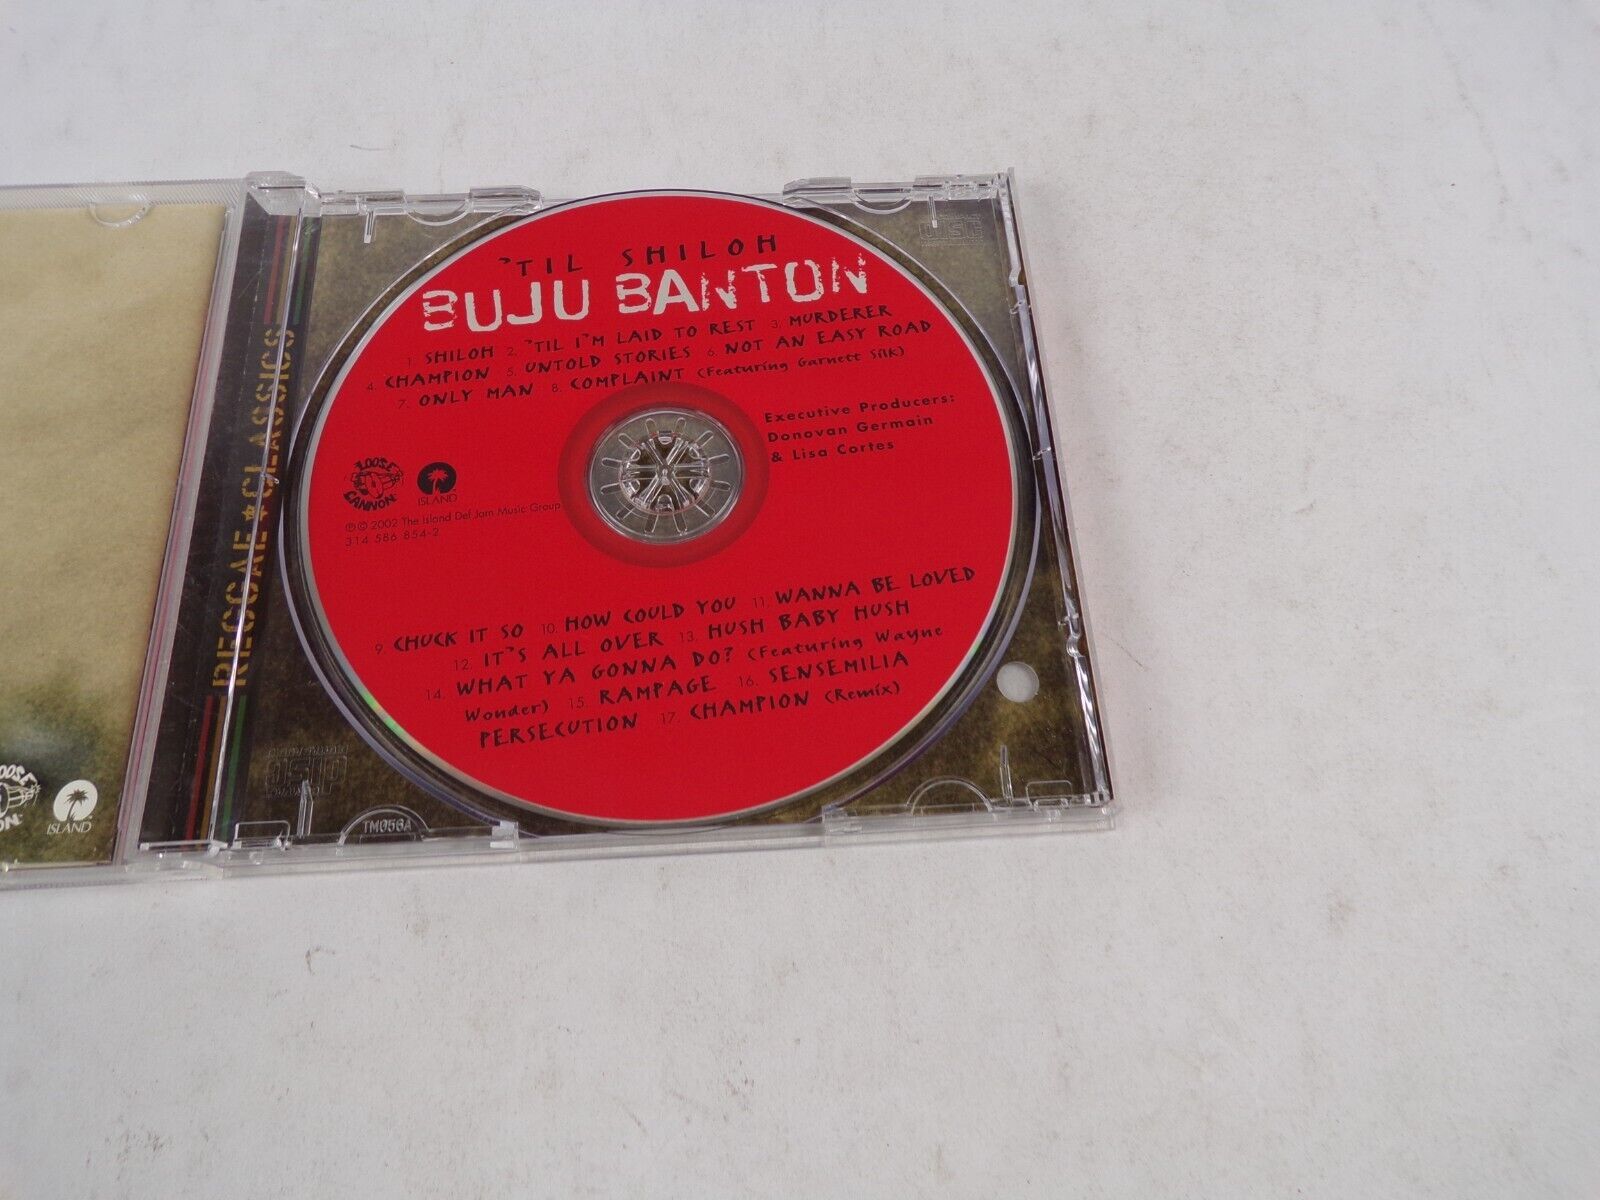 'TIL SHILOH
BUJU BANTON
1. SHILOH 2. 'TIL I'M LAID TO REST 3. MURDERER
4. CHAMPION 5. UNTOLD STORIES 6. NOT AN EASY ROAD
7. ONLY MAN 8. COMPLAINT (Featuring Garnett Silk)
Executive Producers:
Donovan Germain
& Lisa Cortes
LOOSE
CANNON
ISLAND
℗© 2002 The Island Def Jam Music Group
314 586 854-2
9. CHUCK IT SO 10. HOW COULD YOU 11. WANNA BE LOVED
12. IT'S ALL OVER 13. HUSH BABY HUSH
14. WHAT YA GONNA DO? (Featuring Wayne
Wonder) 15. RAMPAGE 16. SENSEMILIA
PERSECUTION 17. CHAMPION (Remix)
REGGAE CLASSICS
TM056A
LOOSE
ISLAND